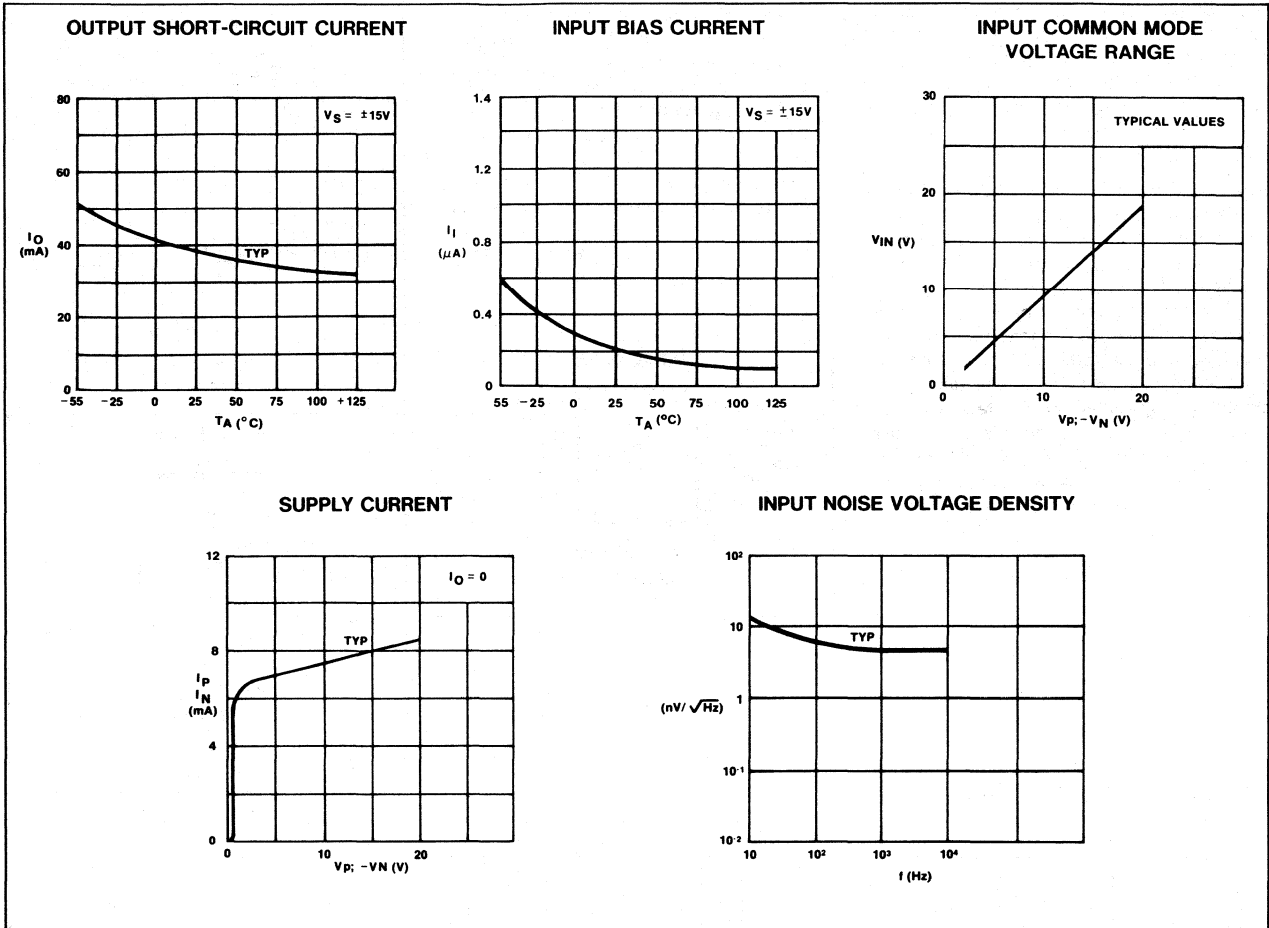 OUTPUT SHORT-CIRCUIT CURRENT
80
60
40
20
0
IO
(mA)
VS = ±15V
TYP
-55 -25 0 25 50 75 100 +125
TA (°C)
INPUT BIAS CURRENT
1.4
1.2
0.8
0.4
0
II
(μA)
VS = ±15V
55 -25 0 25 50 75 100 125
TA (°C)
INPUT COMMON MODE
VOLTAGE RANGE
30
20
10
0
VIN (V)
TYPICAL VALUES
0 10 20
Vp; -VN (V)
SUPPLY CURRENT
12
8
4
0
IP
IN
(mA)
IO = 0
TYP
0 10 20
Vp; -VN (V)
INPUT NOISE VOLTAGE DENSITY
10²
10
1
10-1
10-2
(nV/ √Hz)
TYP
10 10² 10³ 10⁴
f (Hz)